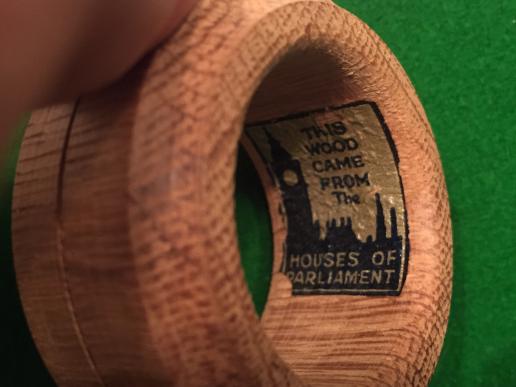 THIS
WOOD
CAME
FROM
The
HOUSES OF
PARLIAMENT